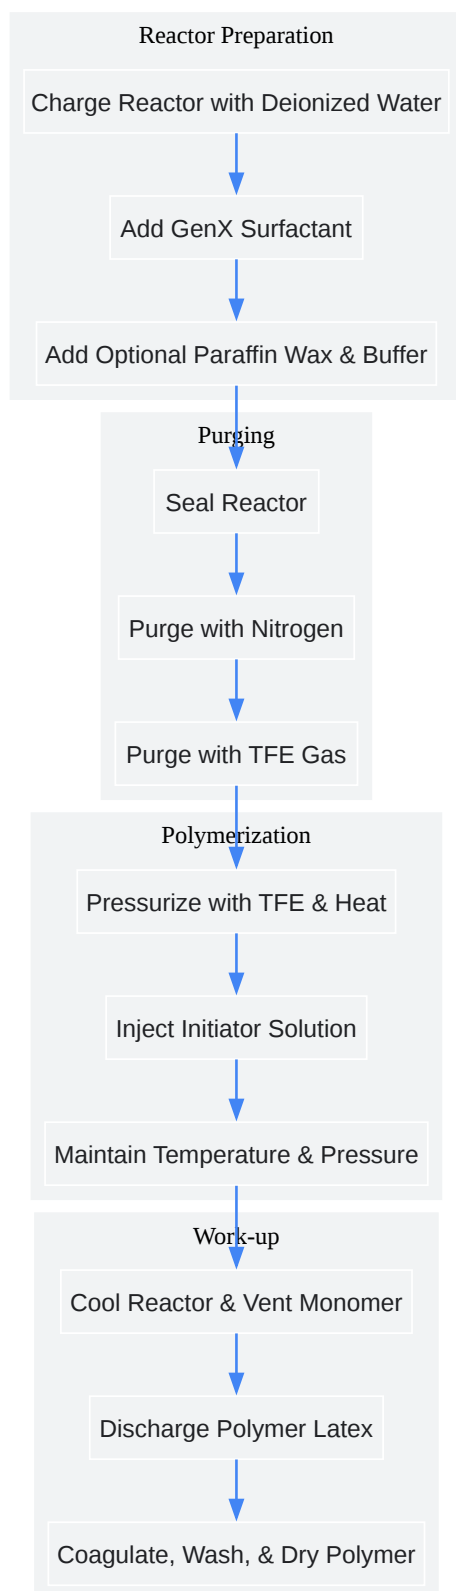 Reactor Preparation
Charge Reactor with Deionized Water
Add GenX Surfactant
Add Optional Paraffin Wax & Buffer
Purging
Seal Reactor
Purge with Nitrogen
Purge with TFE Gas
Polymerization
Pressurize with TFE & Heat
Inject Initiator Solution
Maintain Temperature & Pressure
Work-up
Cool Reactor & Vent Monomer
Discharge Polymer Latex
Coagulate, Wash, & Dry Polymer